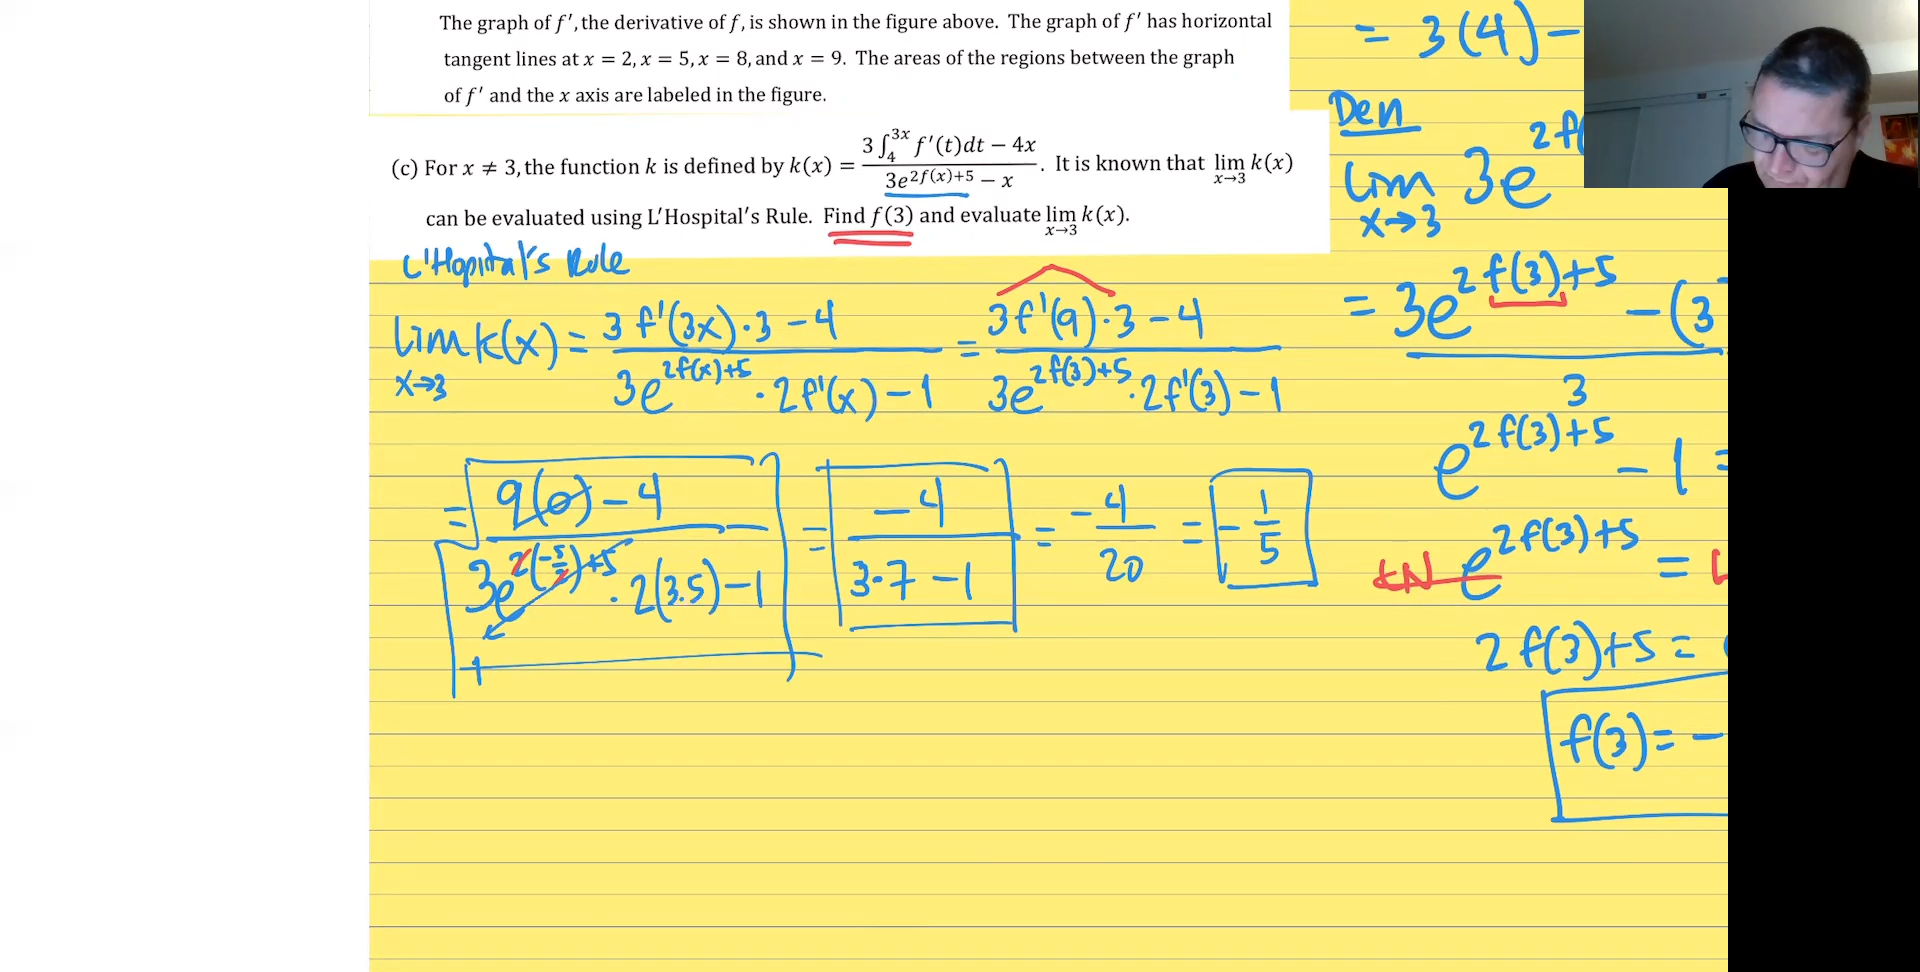 The graph of f′, the derivative of f, is shown in the figure above. The graph of f′ has horizontal
tangent lines at x = 2, x = 5, x = 8, and x = 9. The areas of the regions between the graph
of f′ and the x axis are labeled in the figure.
(c) For x ≠ 3, the function k is defined by k(x) = (3∫₄^{3x} f′(t)dt − 4x)/(3e^{2f(x)+5} − x). It is known that lim_{x→3} k(x)
can be evaluated using L′Hospital′s Rule. Find f(3) and evaluate lim_{x→3} k(x).
L'Hopital's Rule
lim_{x→3} k(x) = (3f'(3x)·3 − 4)/(3e^{2f(x)+5}·2f'(x) − 1) = (3f'(9)·3 − 4)/(3e^{2f(3)+5}·2f'(3) − 1)
= (9(0) − 4)/(3e^{2(−5/2)+5}·2(3.5) − 1) = (−4)/(3·7 − 1) = −4/20 = −1/5
1
= 3(4) −
Den
lim_{x→3} 3e^{2f(
= 3e^{2f(3)+5} − (3
3
e^{2f(3)+5} − 1 =
LN e^{2f(3)+5} = L
2f(3)+5 =
f(3) = −